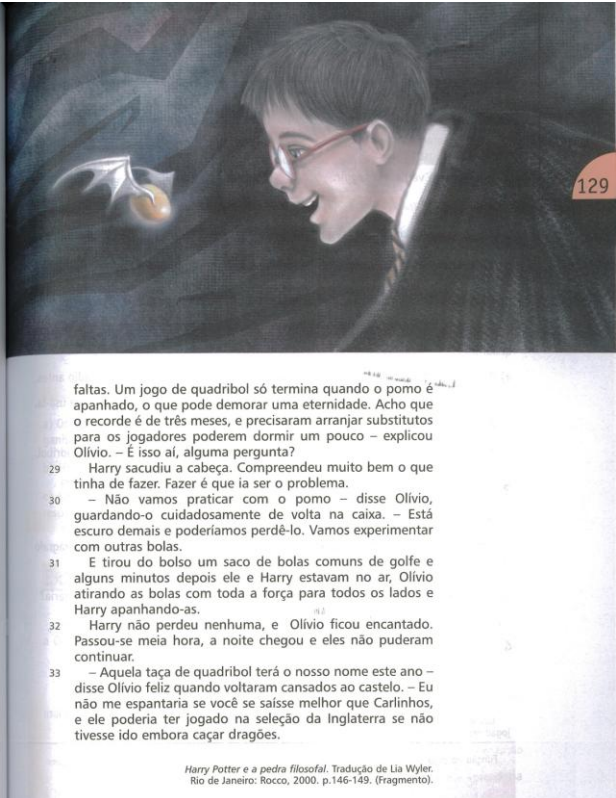 129
faltas. Um jogo de quadribol só termina quando o pomo é
apanhado, o que pode demorar uma eternidade. Acho que
o recorde é de três meses, e precisaram arranjar substitutos
para os jogadores poderem dormir um pouco – explicou
Olívio. – É isso aí, alguma pergunta?
29 Harry sacudiu a cabeça. Compreendeu muito bem o que
tinha de fazer. Fazer é que ia ser o problema.
30 – Não vamos praticar com o pomo – disse Olívio,
guardando-o cuidadosamente de volta na caixa. – Está
escuro demais e poderíamos perdê-lo. Vamos experimentar
com outras bolas.
31 E tirou do bolso um saco de bolas comuns de golfe e
alguns minutos depois ele e Harry estavam no ar, Olívio
atirando as bolas com toda a força para todos os lados e
Harry apanhando-as.
32 Harry não perdeu nenhuma, e Olívio ficou encantado.
Passou-se meia hora, a noite chegou e eles não puderam
continuar.
33 – Aquela taça de quadribol terá o nosso nome este ano –
disse Olívio feliz quando voltaram cansados ao castelo. – Eu
não me espantaria se você se saísse melhor que Carlinhos,
e ele poderia ter jogado na seleção da Inglaterra se não
tivesse ido embora caçar dragões.
Harry Potter e a pedra filosofal. Tradução de Lia Wyler.
Rio de Janeiro: Rocco, 2000. p.146-149. (Fragmento).